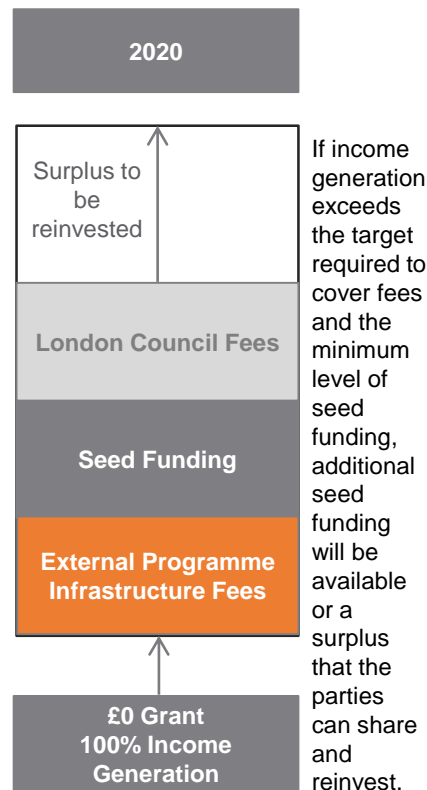 2020
Surplus to
be
reinvested
London Council Fees
Seed Funding
External Programme
Infrastructure Fees
£0 Grant
100% Income
Generation
If income
generation
exceeds
the target
required to
cover fees
and the
minimum
level of
seed
funding,
additional
seed
funding
will be
available
or a
surplus
that the
parties
can share
and
reinvest.